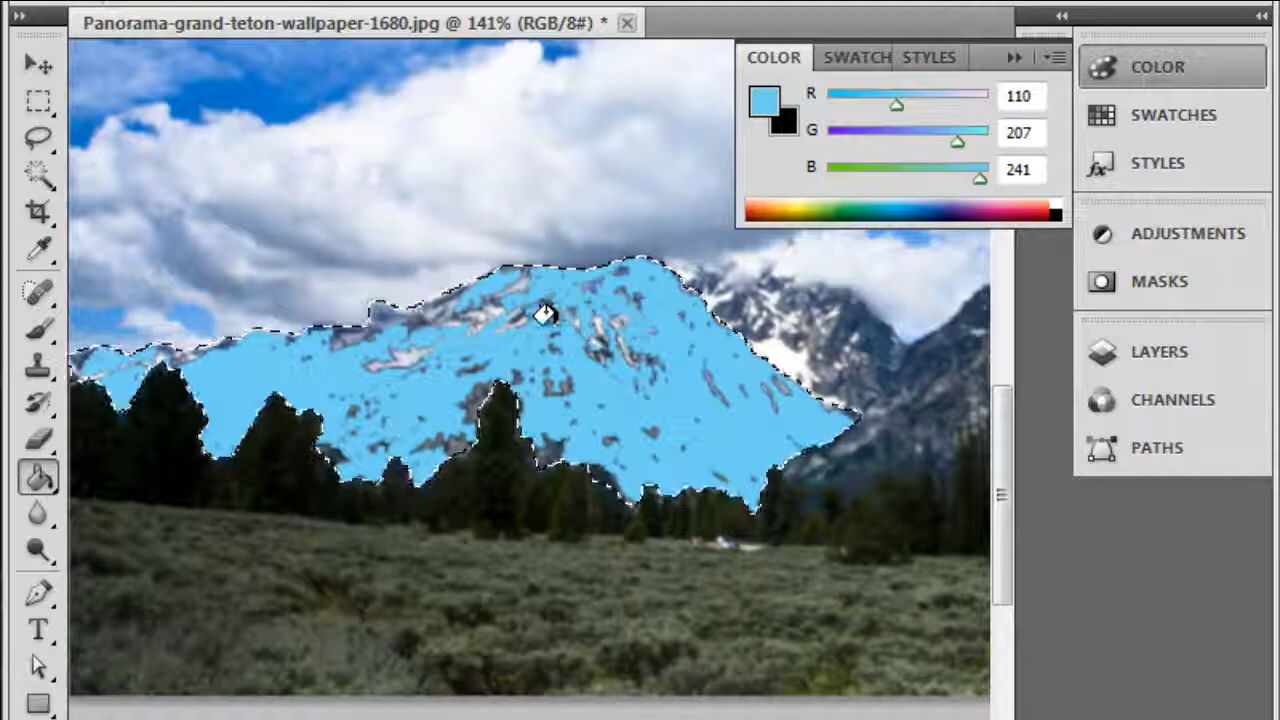 Panorama-grand-teton-wallpaper-1680.jpg @ 141% (RGB/8#) *
COLOR
SWATCH
STYLES
R
110
G
207
B
241
COLOR
SWATCHES
STYLES
ADJUSTMENTS
MASKS
LAYERS
CHANNELS
PATHS